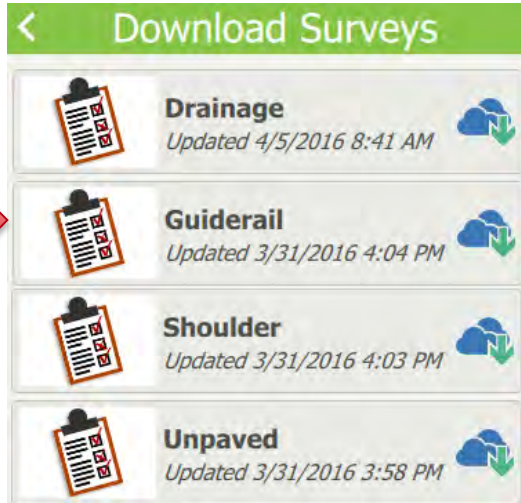 Download Surveys
Drainage
Updated 4/5/2016 8:41 AM
Guiderail
Updated 3/31/2016 4:04 PM
Shoulder
Updated 3/31/2016 4:03 PM
Unpaved
Updated 3/31/2016 3:58 PM